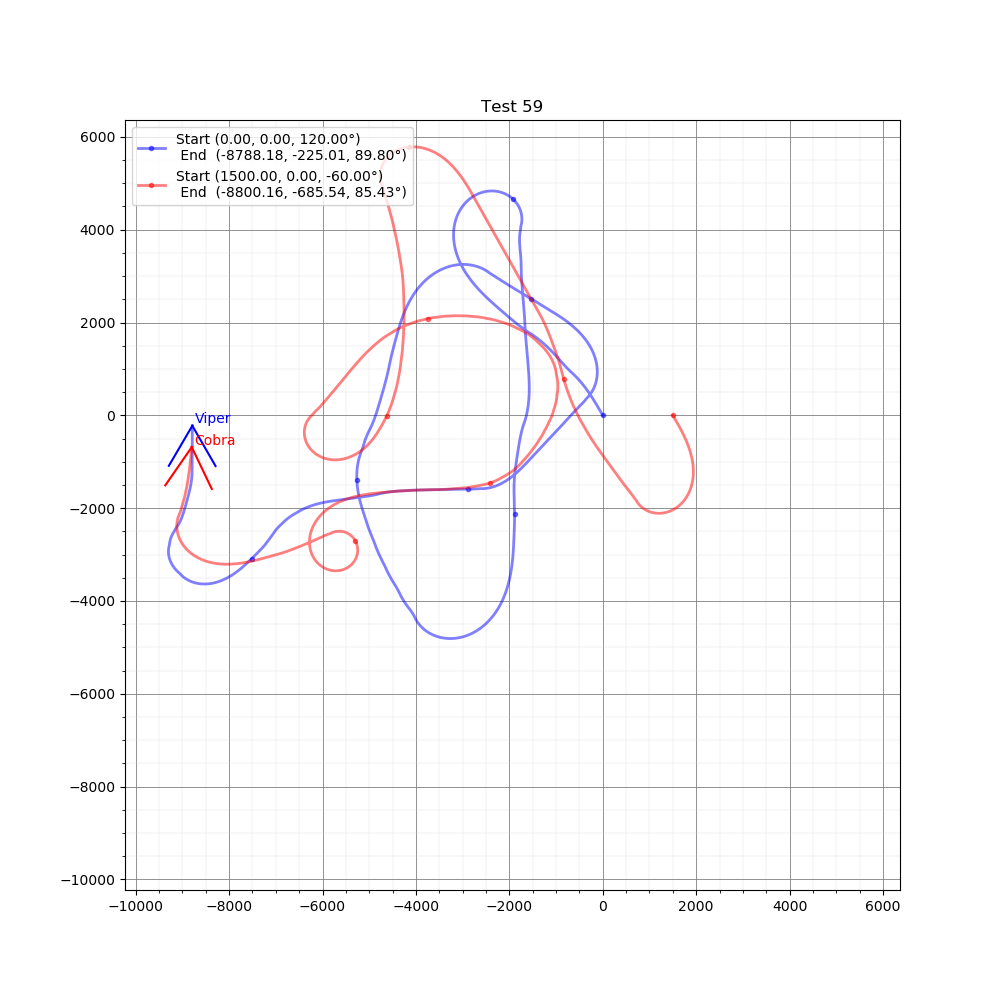 Test 59
Start (0.00, 0.00, 120.00°)
End (-8788.18, -225.01, 89.80°)
Start (1500.00, 0.00, -60.00°)
End (-8800.16, -685.54, 85.43°)
6000
4000
2000
0
−2000
−4000
−6000
−8000
−10000
Viper
Cobra
−10000 −8000 −6000 −4000 −2000 0 2000 4000 6000